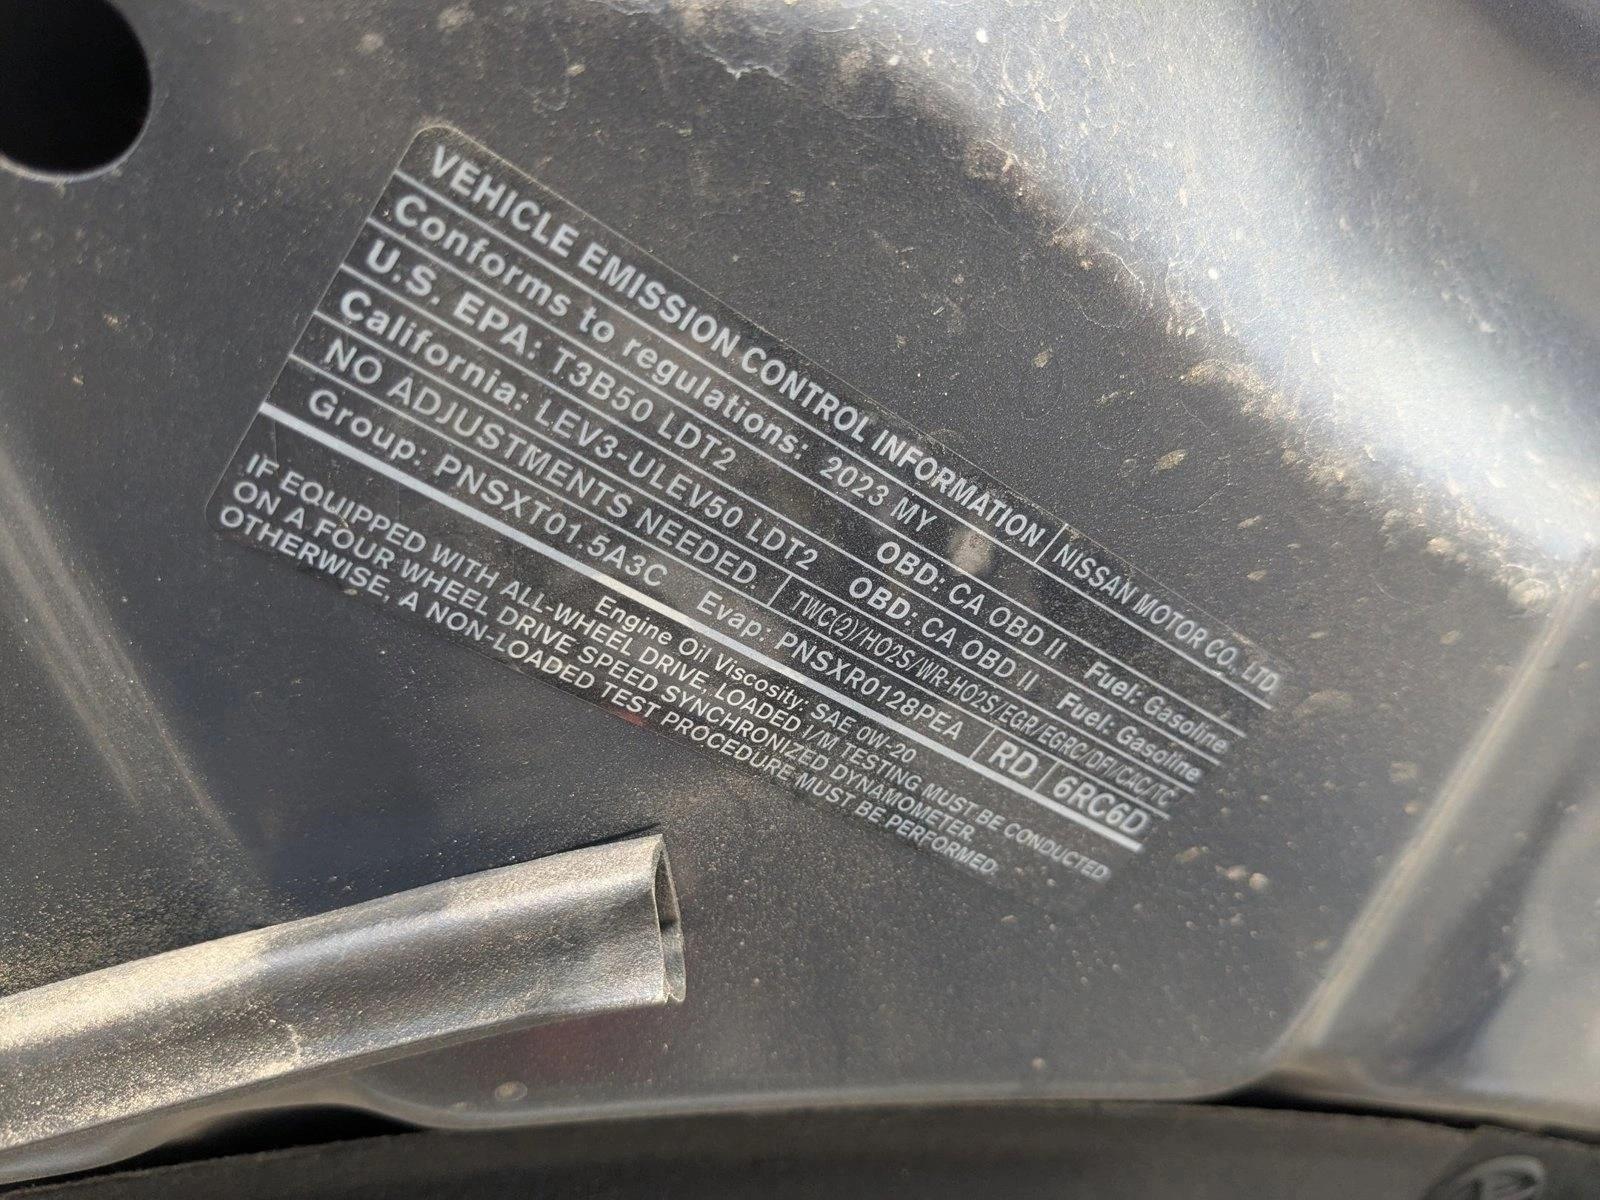 VEHICLE EMISSION CONTROL INFORMATION NISSAN MOTOR CO., LTD.
Conforms to regulations: 2023 MY
U.S. EPA: T3B50 LDT2 OBD: CA OBD II Fuel: Gasoline
California: LEV3-ULEV50 LDT2 OBD: CA OBD II Fuel: Gasoline
NO ADJUSTMENTS NEEDED. TWC(2)/HO2S/WR-HO2S/EGR/EGRC/DFI/CAC/TC
Group: PNSXT01.5A3C Evap: PNSXR0128PEA RD 6RC6D
Engine Oil Viscosity: SAE 0W-20
IF EQUIPPED WITH ALL-WHEEL DRIVE, LOADED I/M TESTING MUST BE CONDUCTED
ON A FOUR WHEEL DRIVE SPEED SYNCHRONIZED DYNAMOMETER.
OTHERWISE, A NON-LOADED TEST PROCEDURE MUST BE PERFORMED.